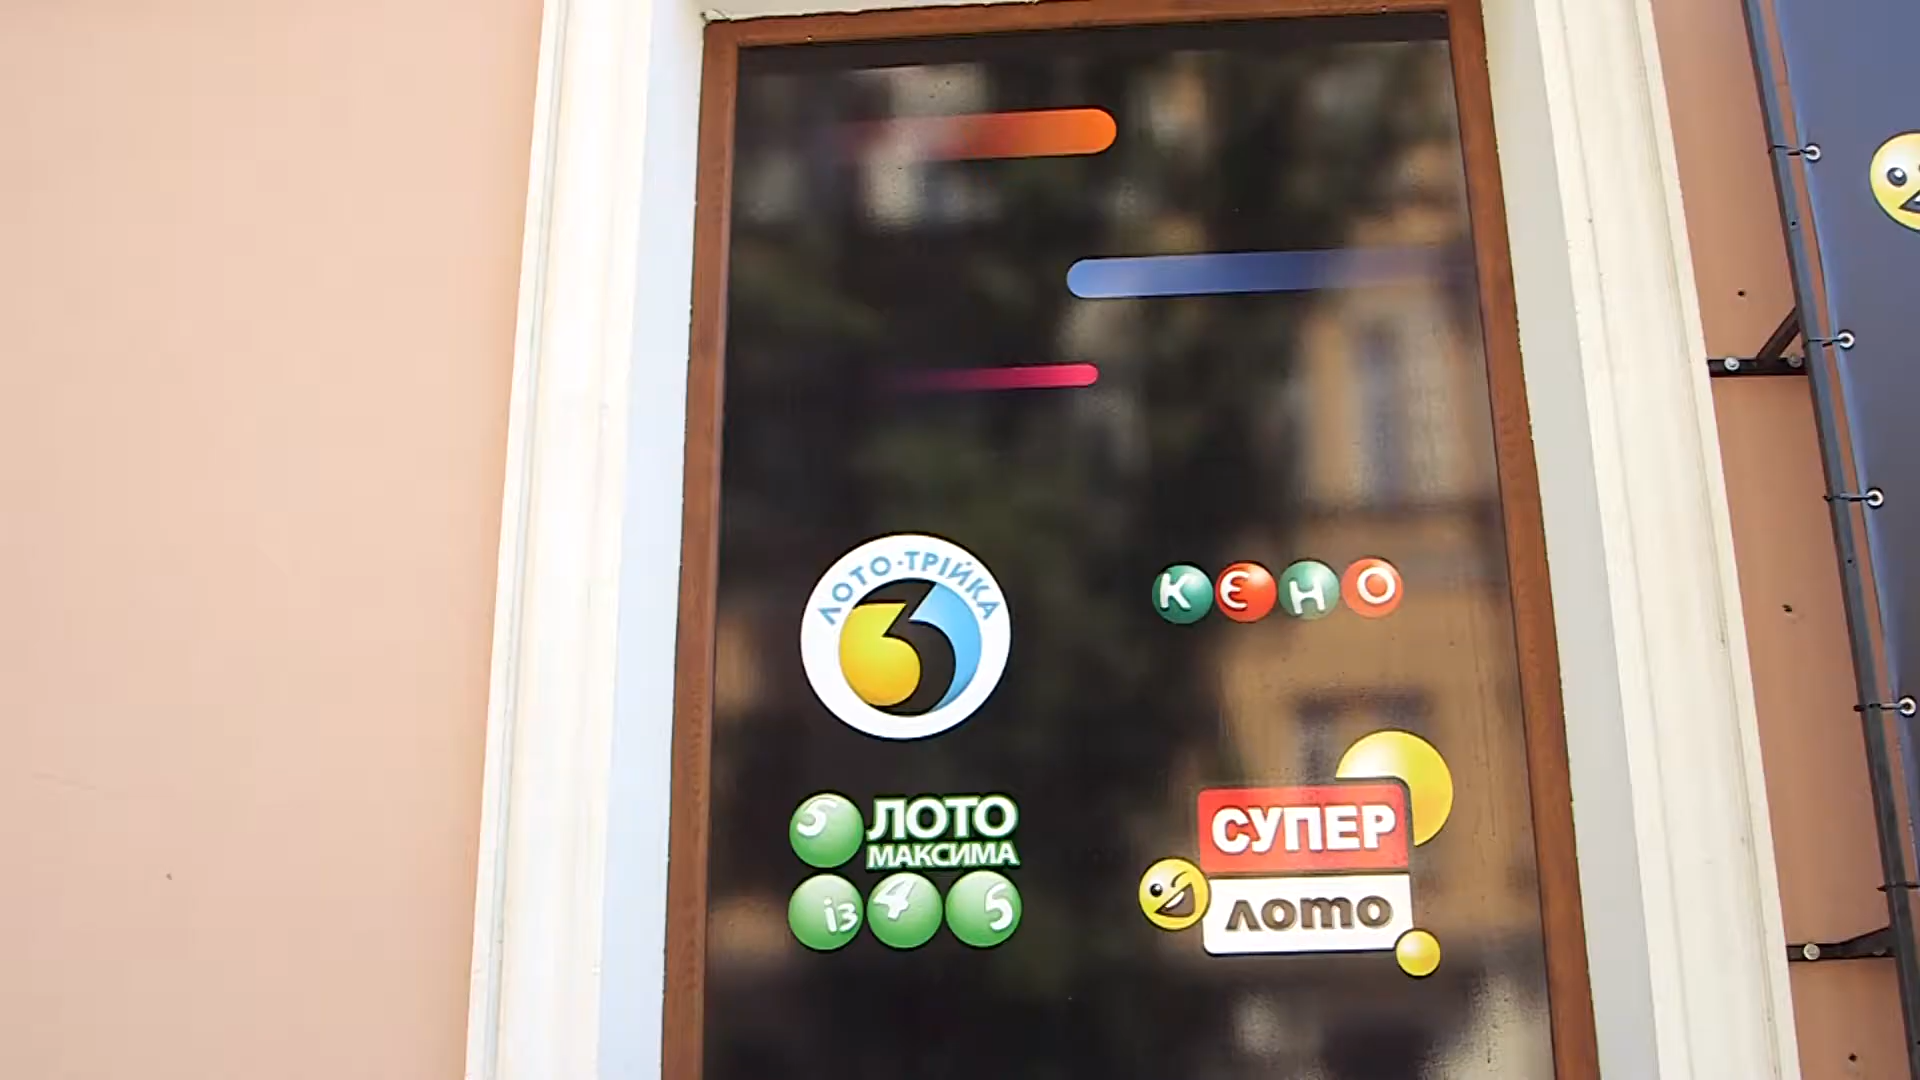 ЛОТО-ТРІЙКА
3
КЕНО
5 ЛОТО
МАКСИМА
із 4 5
СУПЕР
лото